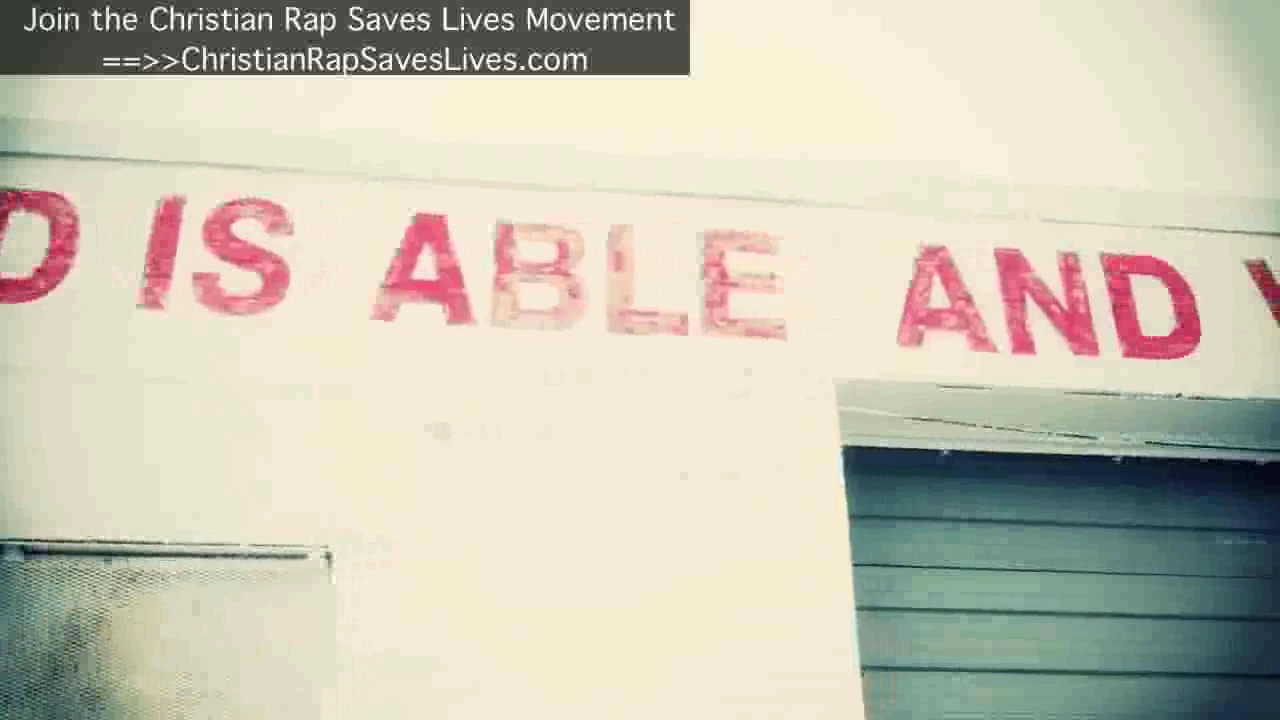 Join the Christian Rap Saves Lives Movement
==>>ChristianRapSavesLives.com
D IS ABLE AND